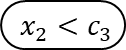 x₂ < c₃